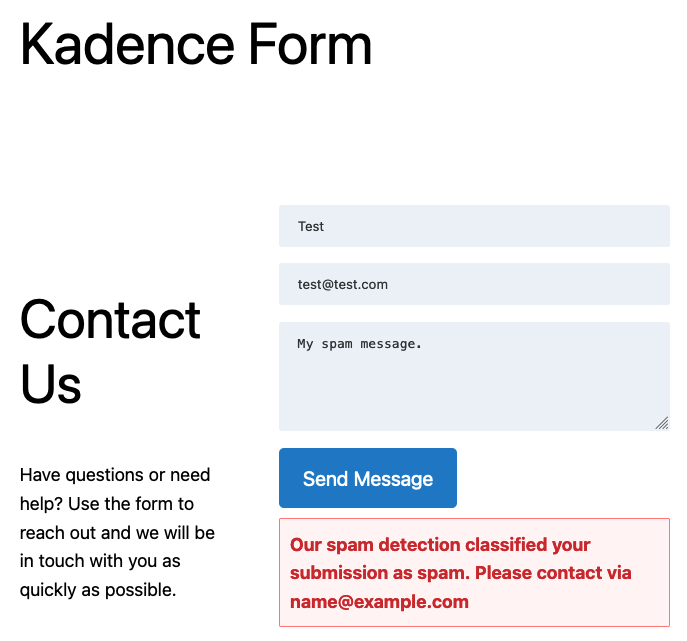 Kadence Form
Contact
Us
Have questions or need
help? Use the form to
reach out and we will be
in touch with you as
quickly as possible.
Test
test@test.com
My spam message.
Send Message
Our spam detection classified your
submission as spam. Please contact via
name@example.com